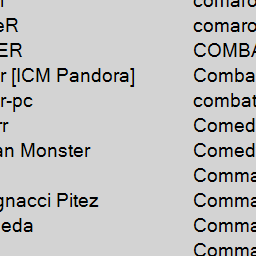 comaro
eR comaro
ER COMBA
r [ICM Pandora] Comba
r-pc combat
rr Comed
an Monster Comed
Comma
gnacci Pitez Comma
eda Comma
Comma